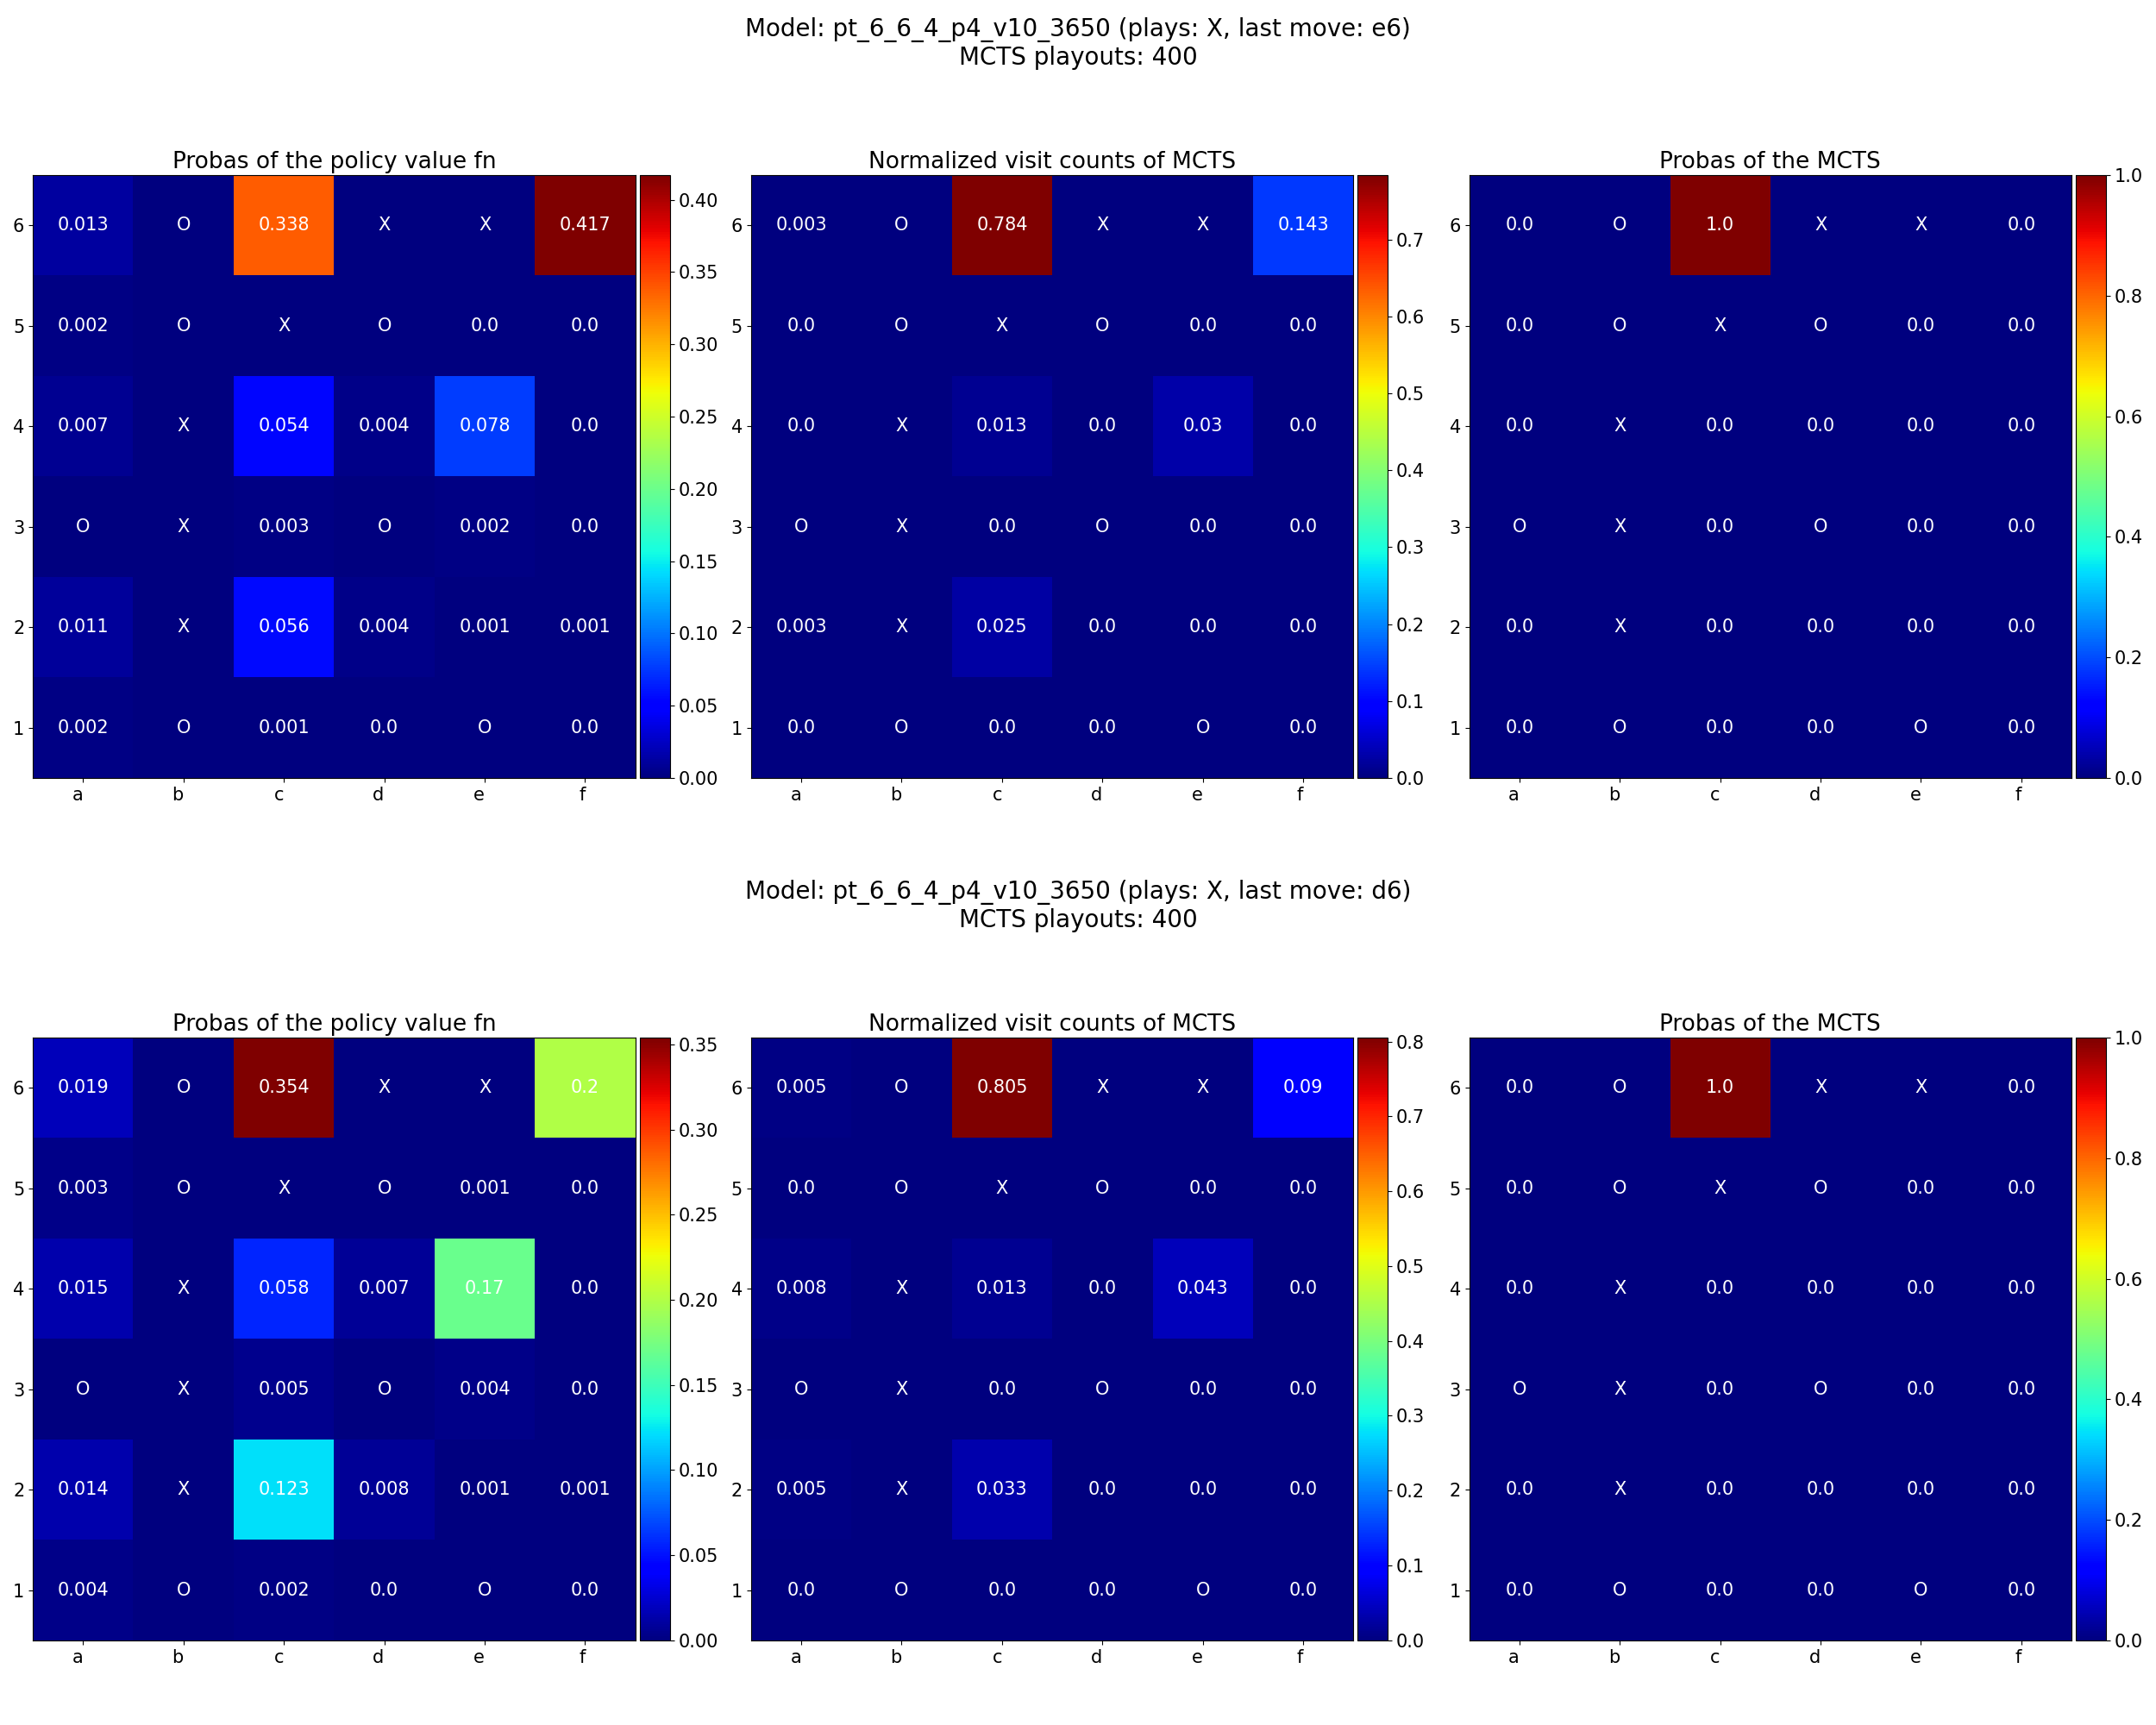 Model: pt_6_6_4_p4_v10_3650 (plays: X, last move: e6)
MCTS playouts: 400
Probas of the policy value fn
6 0.013 O 0.338 X X 0.417
5 0.002 O X O 0.0 0.0
4 0.007 X 0.054 0.004 0.078 0.0
3 O X 0.003 O 0.002 0.0
2 0.011 X 0.056 0.004 0.001 0.001
1 0.002 O 0.001 0.0 O 0.0
a b c d e f
0.40
0.35
0.30
0.25
0.20
0.15
0.10
0.05
0.00
Normalized visit counts of MCTS
6 0.003 O 0.784 X X 0.143
5 0.0 O X O 0.0 0.0
4 0.0 X 0.013 0.0 0.03 0.0
3 O X 0.0 O 0.0 0.0
2 0.003 X 0.025 0.0 0.0 0.0
1 0.0 O 0.0 0.0 O 0.0
a b c d e f
0.7
0.6
0.5
0.4
0.3
0.2
0.1
0.0
Probas of the MCTS
6 0.0 O 1.0 X X 0.0
5 0.0 O X O 0.0 0.0
4 0.0 X 0.0 0.0 0.0 0.0
3 O X 0.0 O 0.0 0.0
2 0.0 X 0.0 0.0 0.0 0.0
1 0.0 O 0.0 0.0 O 0.0
a b c d e f
1.0
0.8
0.6
0.4
0.2
0.0
Model: pt_6_6_4_p4_v10_3650 (plays: X, last move: d6)
MCTS playouts: 400
Probas of the policy value fn
6 0.019 O 0.354 X X 0.2
5 0.003 O X O 0.001 0.0
4 0.015 X 0.058 0.007 0.17 0.0
3 O X 0.005 O 0.004 0.0
2 0.014 X 0.123 0.008 0.001 0.001
1 0.004 O 0.002 0.0 O 0.0
a b c d e f
0.35
0.30
0.25
0.20
0.15
0.10
0.05
0.00
Normalized visit counts of MCTS
6 0.005 O 0.805 X X 0.09
5 0.0 O X O 0.0 0.0
4 0.008 X 0.013 0.0 0.043 0.0
3 O X 0.0 O 0.0 0.0
2 0.005 X 0.033 0.0 0.0 0.0
1 0.0 O 0.0 0.0 O 0.0
a b c d e f
0.8
0.7
0.6
0.5
0.4
0.3
0.2
0.1
0.0
Probas of the MCTS
6 0.0 O 1.0 X X 0.0
5 0.0 O X O 0.0 0.0
4 0.0 X 0.0 0.0 0.0 0.0
3 O X 0.0 O 0.0 0.0
2 0.0 X 0.0 0.0 0.0 0.0
1 0.0 O 0.0 0.0 O 0.0
a b c d e f
1.0
0.8
0.6
0.4
0.2
0.0